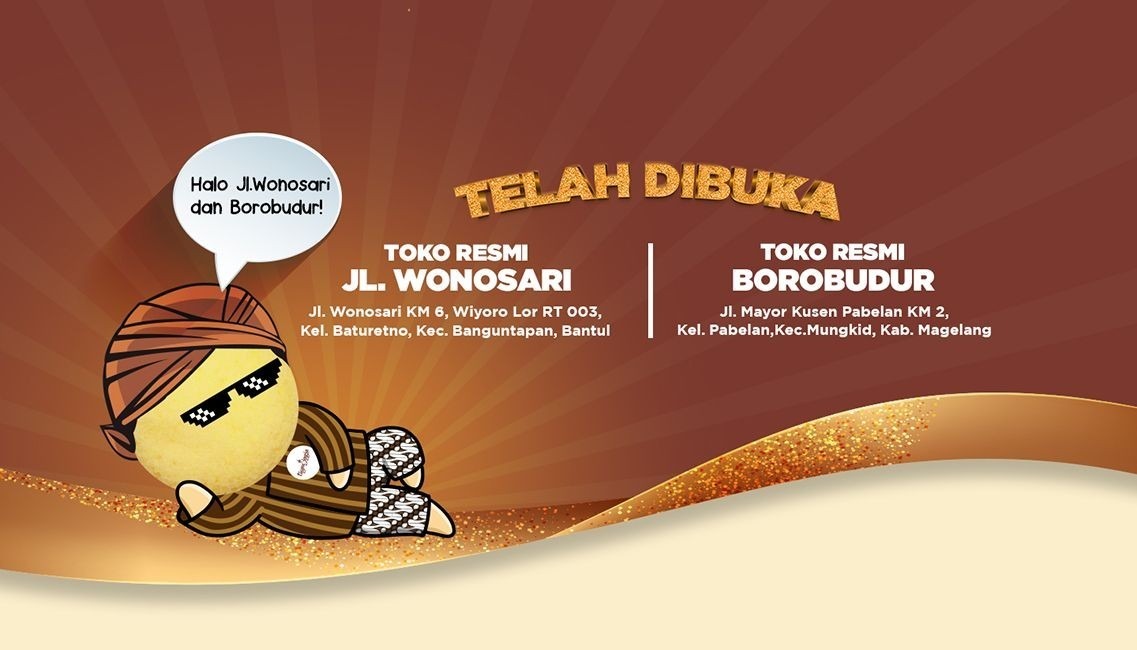 Halo Jl.Wonosari
dan Borobudur!
TELAH DIBUKA
TOKO RESMI
JL. WONOSARI
Jl. Wonosari KM 6, Wiyoro Lor RT 003,
Kel. Baturetno, Kec. Banguntapan, Bantul
TOKO RESMI
BOROBUDUR
Jl. Mayor Kusen Pabelan KM 2,
Kel. Pabelan,Kec.Mungkid, Kab. Magelang